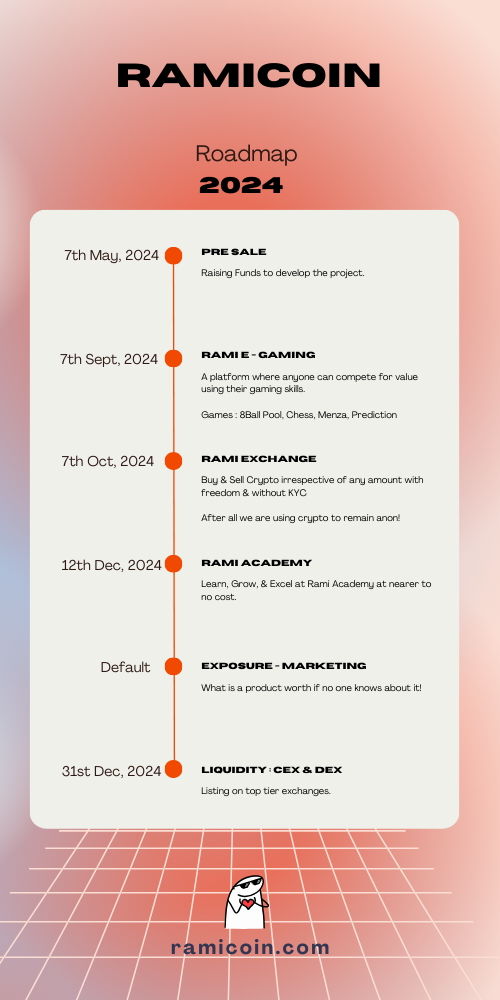 RAMICOIN
Roadmap
2024
7th May, 2024
PRE SALE
Raising Funds to develop the project.
7th Sept, 2024
RAMI E - GAMING
A platform where anyone can compete for value
using their gaming skills.
Games : 8Ball Pool, Chess, Menza, Prediction
7th Oct, 2024
RAMI EXCHANGE
Buy & Sell Crypto irrespective of any amount with
freedom & without KYC
After all we are using crypto to remain anon!
12th Dec, 2024
RAMI ACADEMY
Learn, Grow, & Excel at Rami Academy at nearer to
no cost.
Default
EXPOSURE - MARKETING
What is a product worth if no one knows about it!
31st Dec, 2024
LIQUIDITY : CEX & DEX
Listing on top tier exchanges.
ramicoin.com